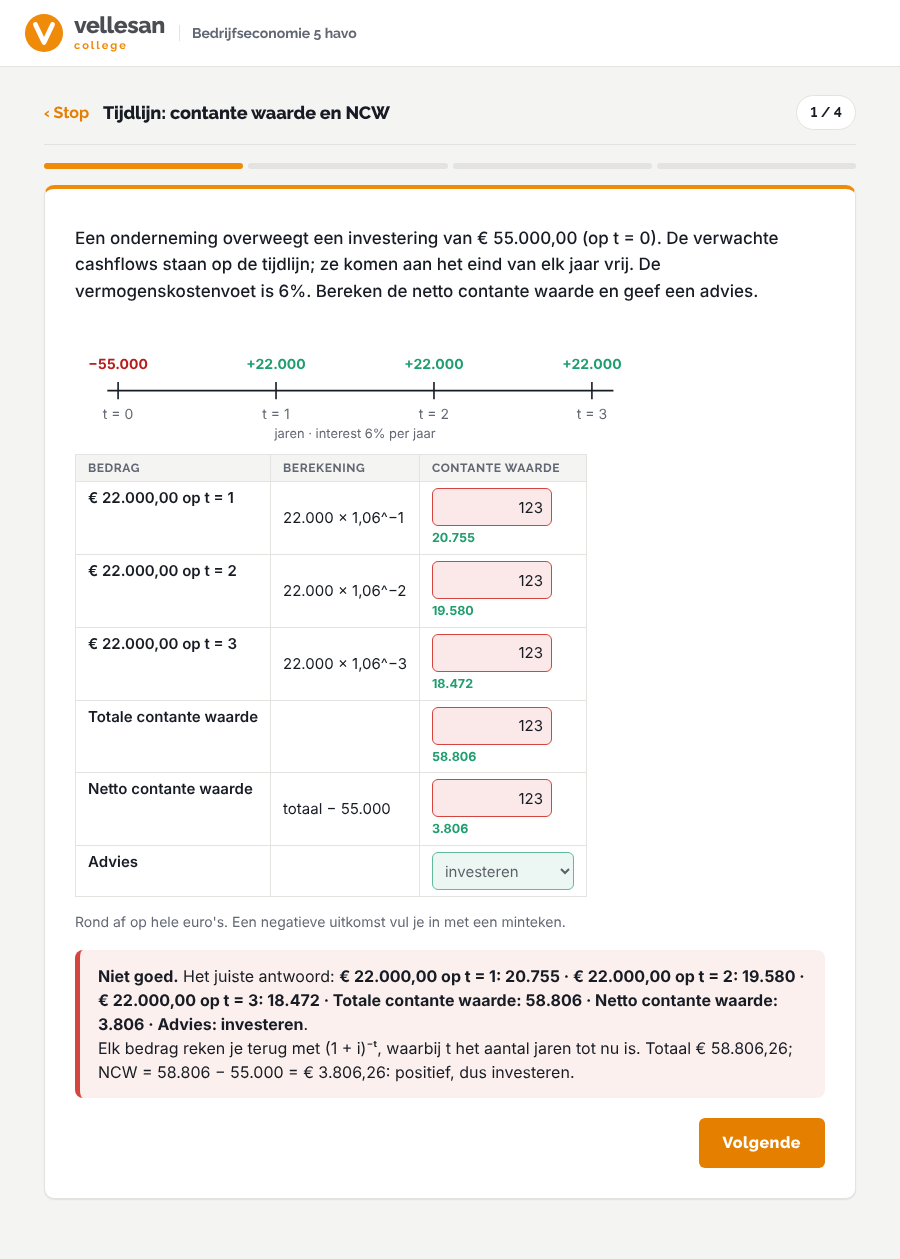 vellesan
college
Bedrijfseconomie 5 havo
‹ Stop
Tijdlijn: contante waarde en NCW
1 / 4
Een onderneming overweegt een investering van € 55.000,00 (op t = 0). De verwachte
cashflows staan op de tijdlijn; ze komen aan het eind van elk jaar vrij. De
vermogenskostenvoet is 6%. Bereken de netto contante waarde en geef een advies.
−55.000 +22.000 +22.000 +22.000
t = 0 t = 1 t = 2 t = 3
jaren · interest 6% per jaar
BEDRAG BEREKENING CONTANTE WAARDE
€ 22.000,00 op t = 1 22.000 × 1,06^−1 123
20.755
€ 22.000,00 op t = 2 22.000 × 1,06^−2 123
19.580
€ 22.000,00 op t = 3 22.000 × 1,06^−3 123
18.472
Totale contante waarde 123
58.806
Netto contante waarde totaal − 55.000 123
3.806
Advies investeren
Rond af op hele euro's. Een negatieve uitkomst vul je in met een minteken.
Niet goed. Het juiste antwoord: € 22.000,00 op t = 1: 20.755 · € 22.000,00 op t = 2: 19.580 ·
€ 22.000,00 op t = 3: 18.472 · Totale contante waarde: 58.806 · Netto contante waarde:
3.806 · Advies: investeren.
Elk bedrag reken je terug met (1 + i)⁻ᵗ, waarbij t het aantal jaren tot nu is. Totaal € 58.806,26;
NCW = 58.806 − 55.000 = € 3.806,26: positief, dus investeren.
Volgende